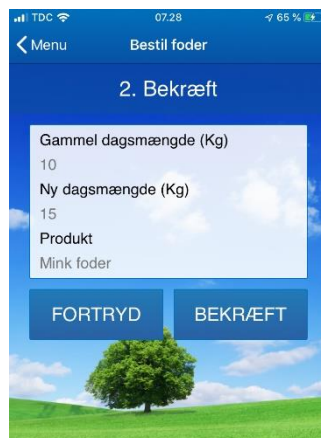 TDC 07.28 65 %
Menu Bestil foder
2. Bekræft
Gammel dagsmængde (Kg)
10
Ny dagsmængde (Kg)
15
Produkt
Mink foder
FORTRYD BEKRÆFT